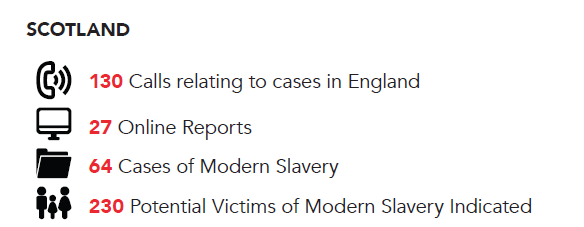 SCOTLAND
130 Calls relating to cases in England
27 Online Reports
64 Cases of Modern Slavery
230 Potential Victims of Modern Slavery Indicated